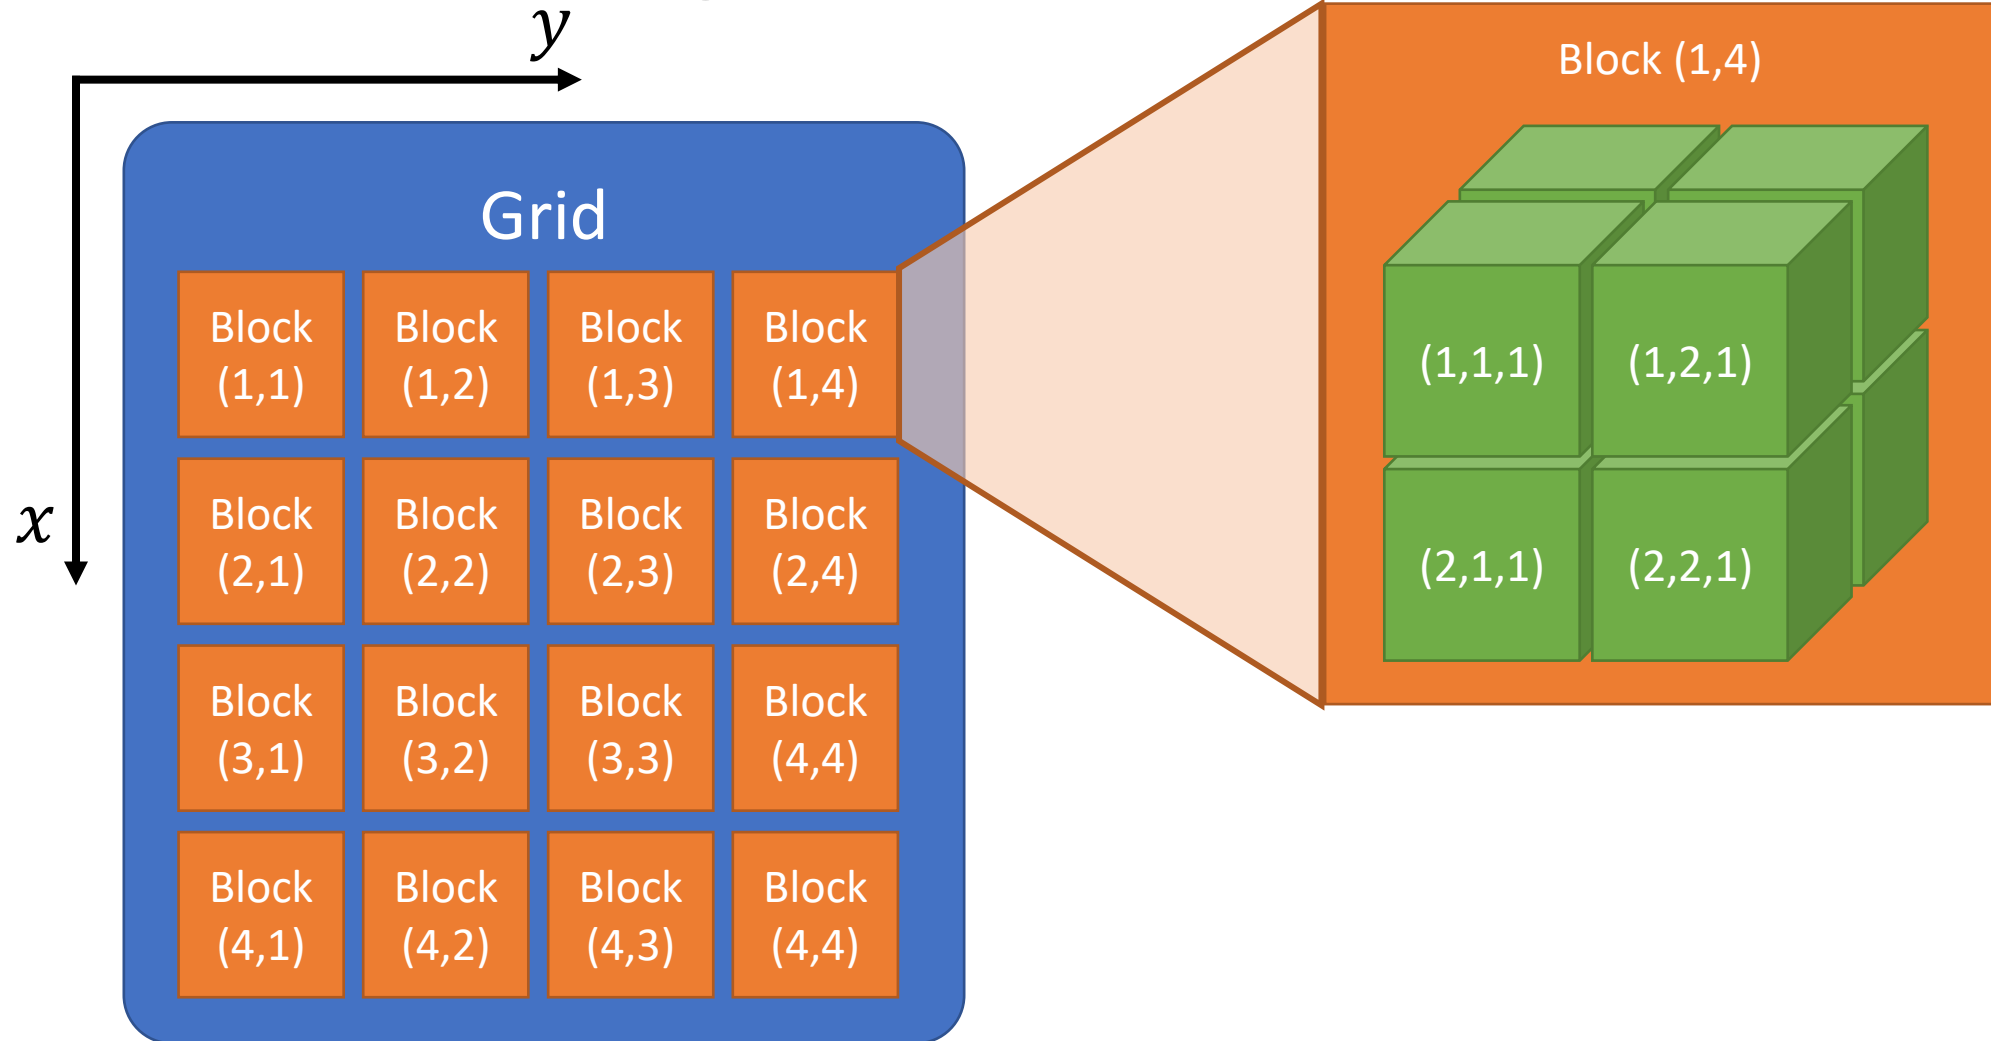 y
x
Grid
Block
(1,1)
Block
(1,2)
Block
(1,3)
Block
(1,4)
Block
(2,1)
Block
(2,2)
Block
(2,3)
Block
(2,4)
Block
(3,1)
Block
(3,2)
Block
(3,3)
Block
(4,4)
Block
(4,1)
Block
(4,2)
Block
(4,3)
Block
(4,4)
Block (1,4)
(1,1,1)
(1,2,1)
(2,1,1)
(2,2,1)